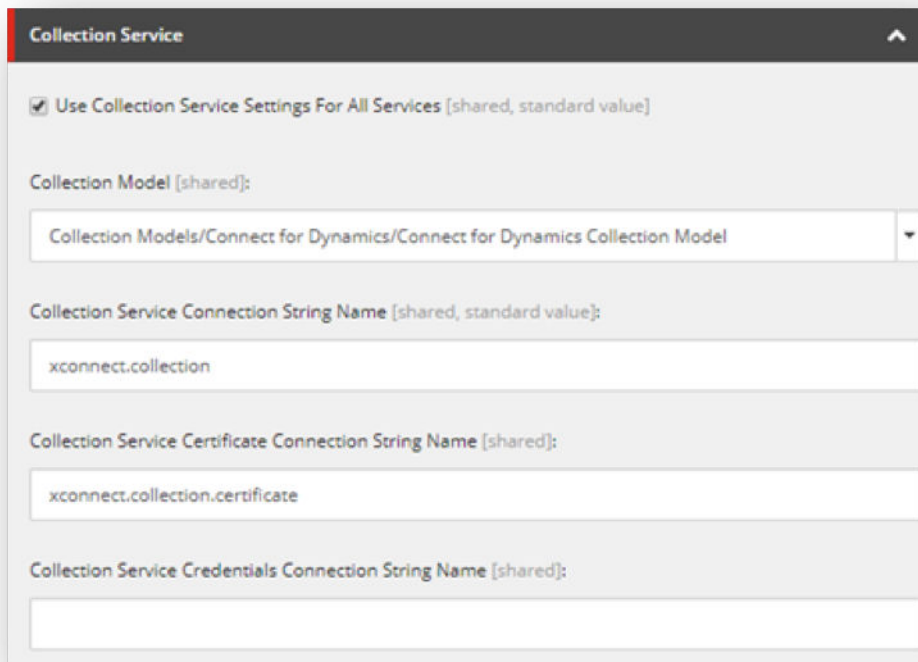 Collection Service
Use Collection Service Settings For All Services [shared, standard value]
Collection Model [shared]:
Collection Models/Connect for Dynamics/Connect for Dynamics Collection Model
Collection Service Connection String Name [shared, standard value]:
xconnect.collection
Collection Service Certificate Connection String Name [shared]:
xconnect.collection.certificate
Collection Service Credentials Connection String Name [shared]: